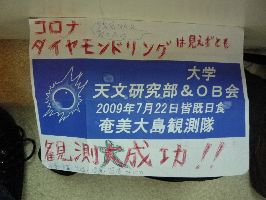 コロナ
ダイヤモンドリングは見えずとも
大学
天文研究部&OB会
2009年7月22日皆既日食
奄美大島観測隊
観測大成功!!